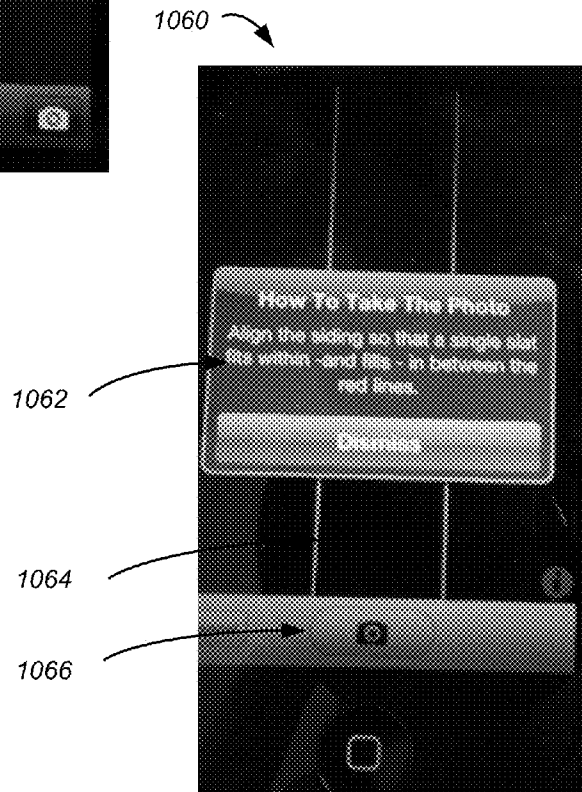 1060
How To Take The Photo
Align the siding so that a single slat
fits within -and fills - in between the
red lines.
Dismiss
1062
1064
1066